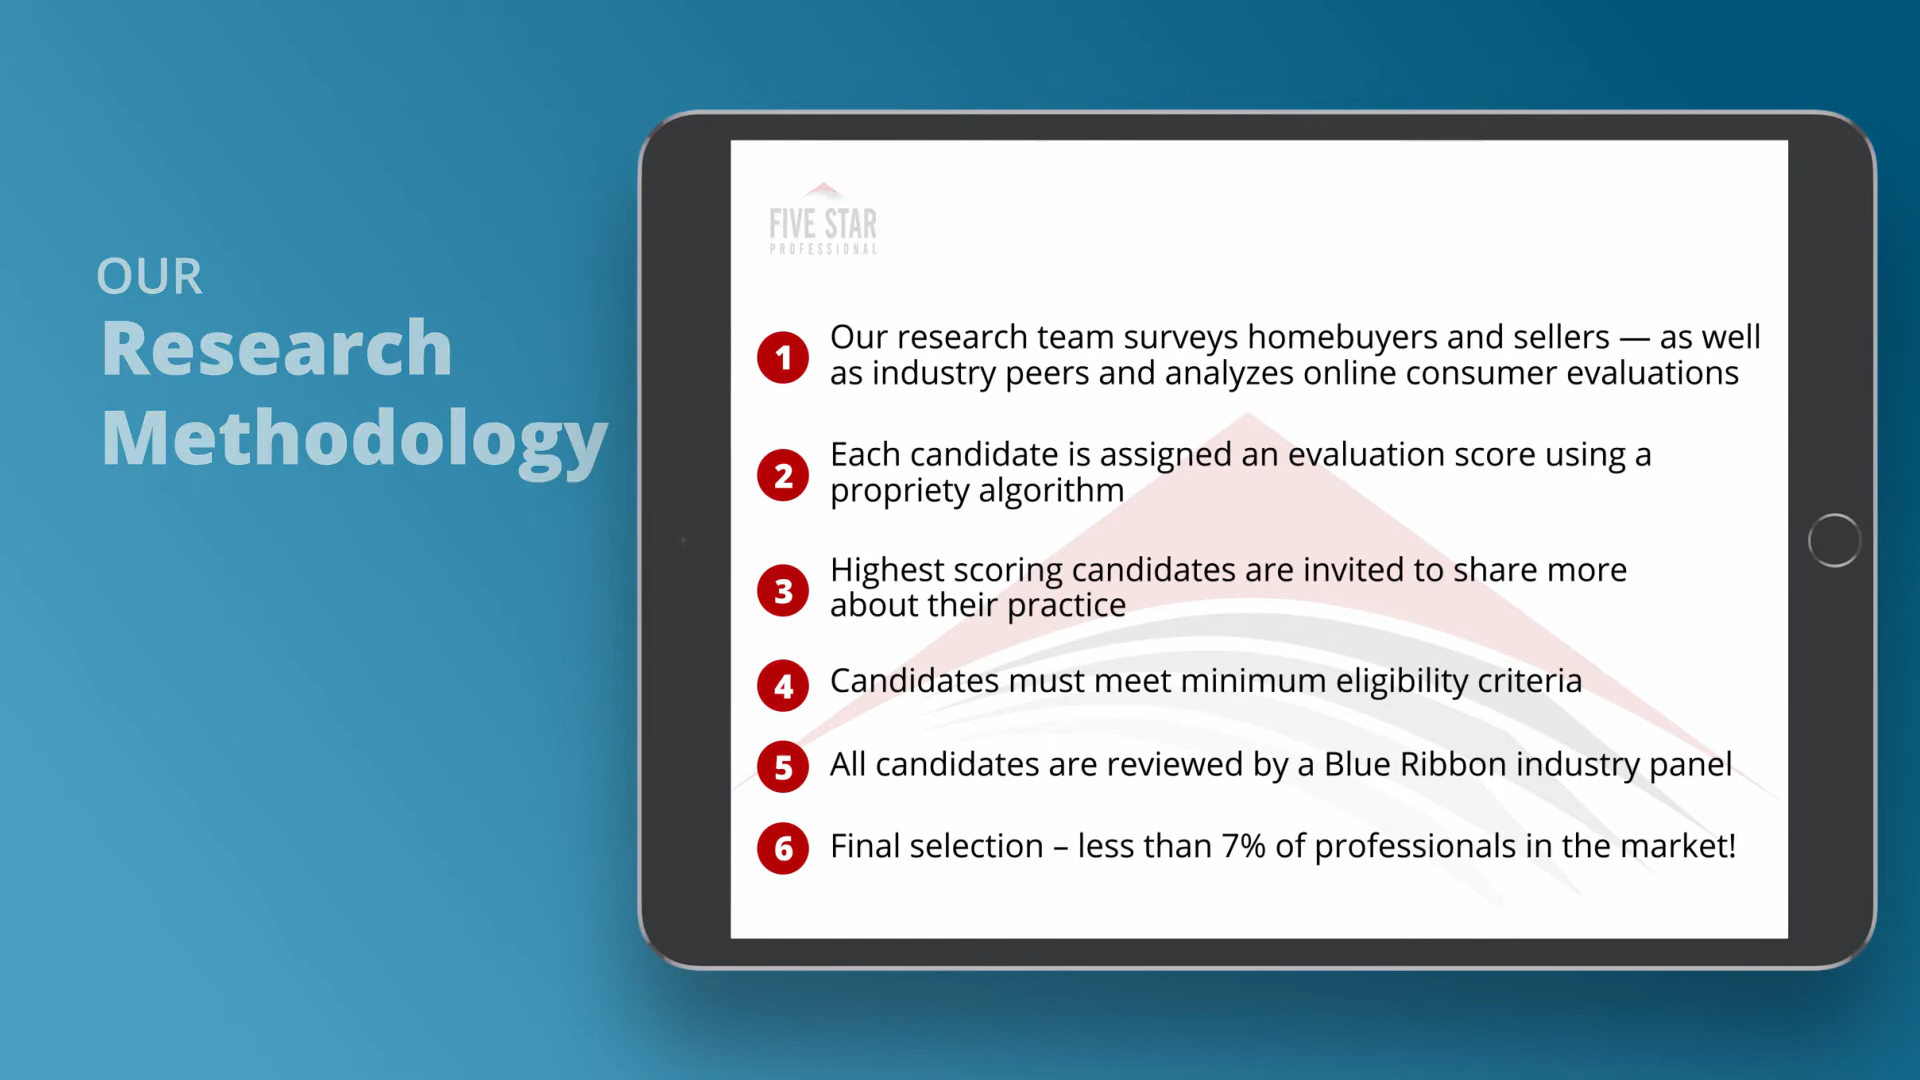 OUR
Research
Methodology
FIVE STAR
PROFESSIONAL
1 Our research team surveys homebuyers and sellers — as well
as industry peers and analyzes online consumer evaluations
2 Each candidate is assigned an evaluation score using a
propriety algorithm
3 Highest scoring candidates are invited to share more
about their practice
4 Candidates must meet minimum eligibility criteria
5 All candidates are reviewed by a Blue Ribbon industry panel
6 Final selection – less than 7% of professionals in the market!